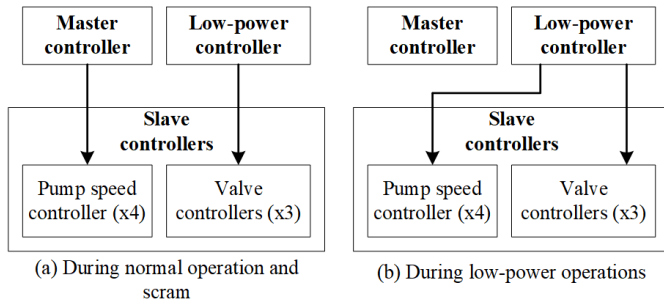 Master
controller
Low-power
controller
Slave
controllers
Pump speed
controller (x4)
Valve
controllers (x3)
(a) During normal operation and
scram
Master
controller
Low-power
controller
Slave
controllers
Pump speed
controller (x4)
Valve
controllers (x3)
(b) During low-power operations